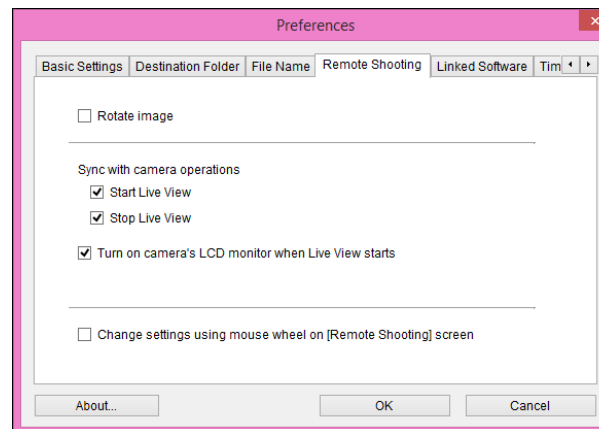 Preferences
Basic Settings Destination Folder File Name Remote Shooting Linked Software Tim
Rotate image
Sync with camera operations
Start Live View
Stop Live View
Turn on camera's LCD monitor when Live View starts
Change settings using mouse wheel on [Remote Shooting] screen
About... OK Cancel